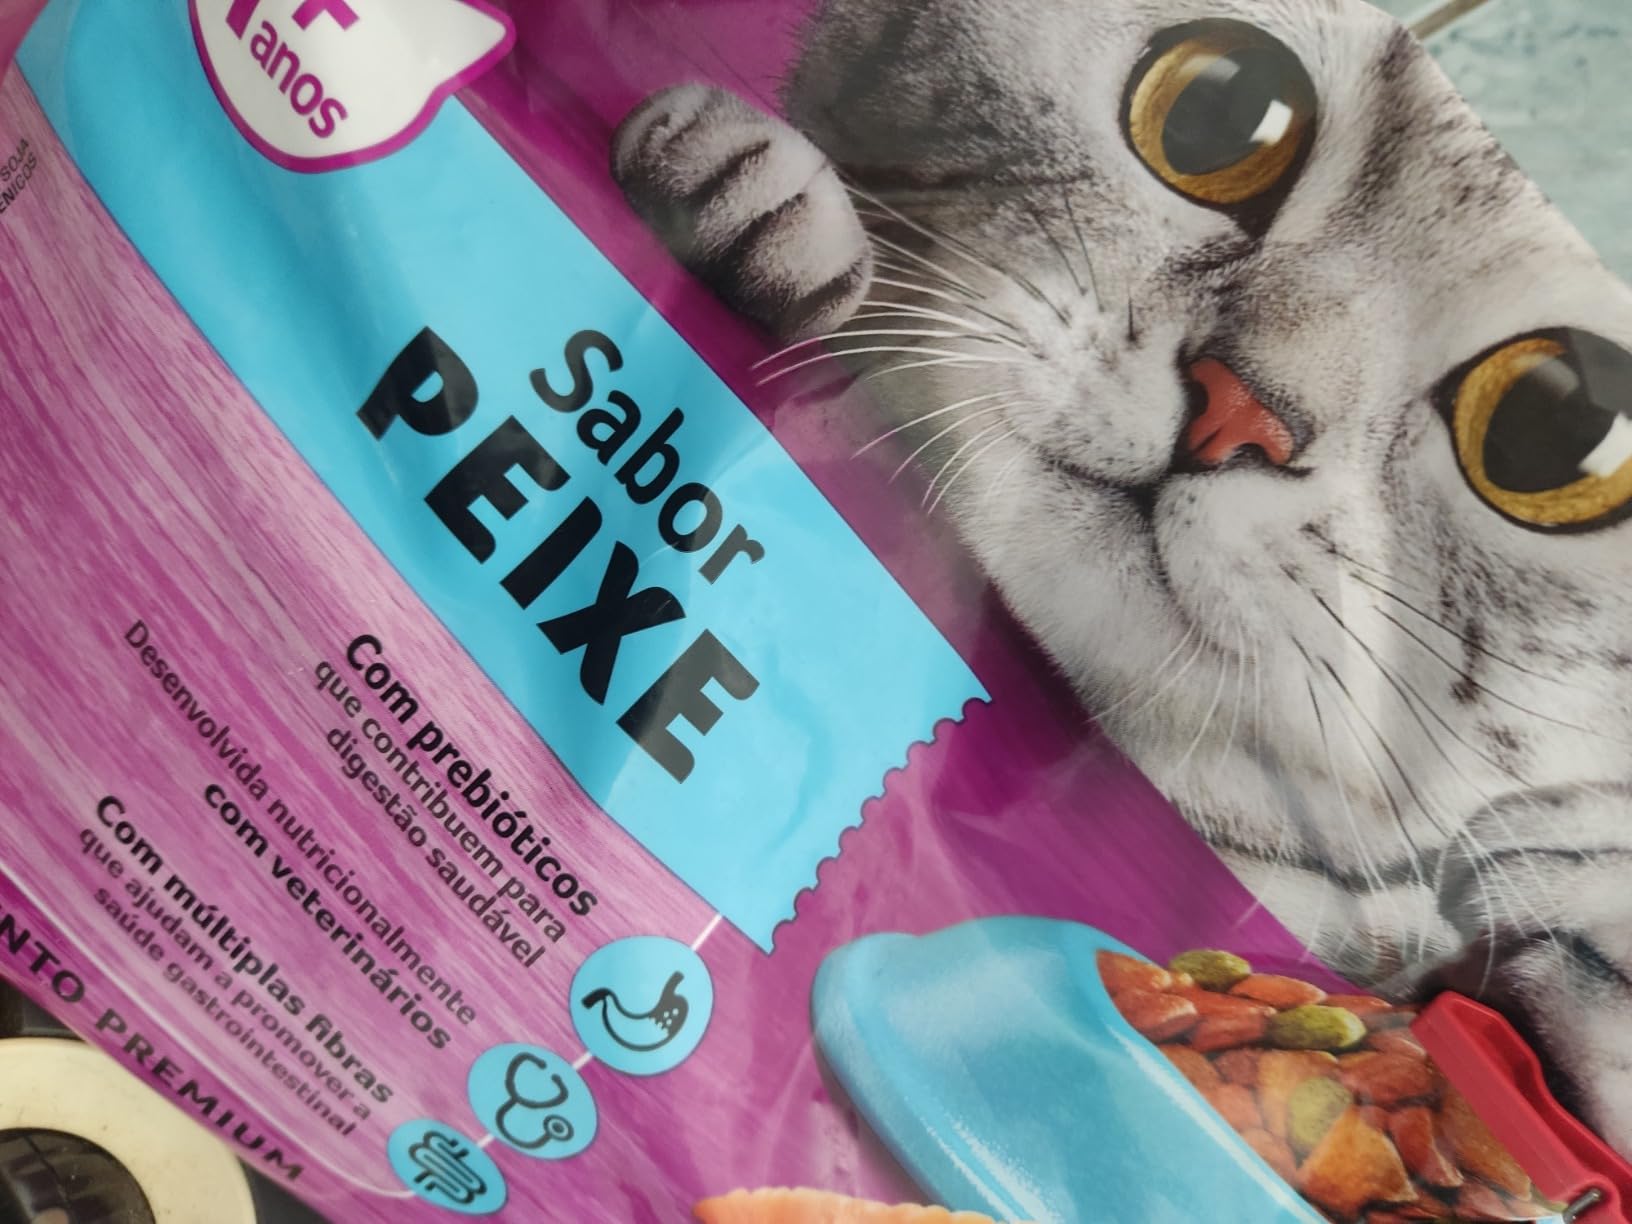 anos
SOJA
Sabor
PEIXE
Com prebióticos
que contribuem para
digestão saudável
Desenvolvida nutricionalmente
com veterinários
Com múltiplas fibras
que ajudam a promover a
saúde gastrointestinal
PREMIUM